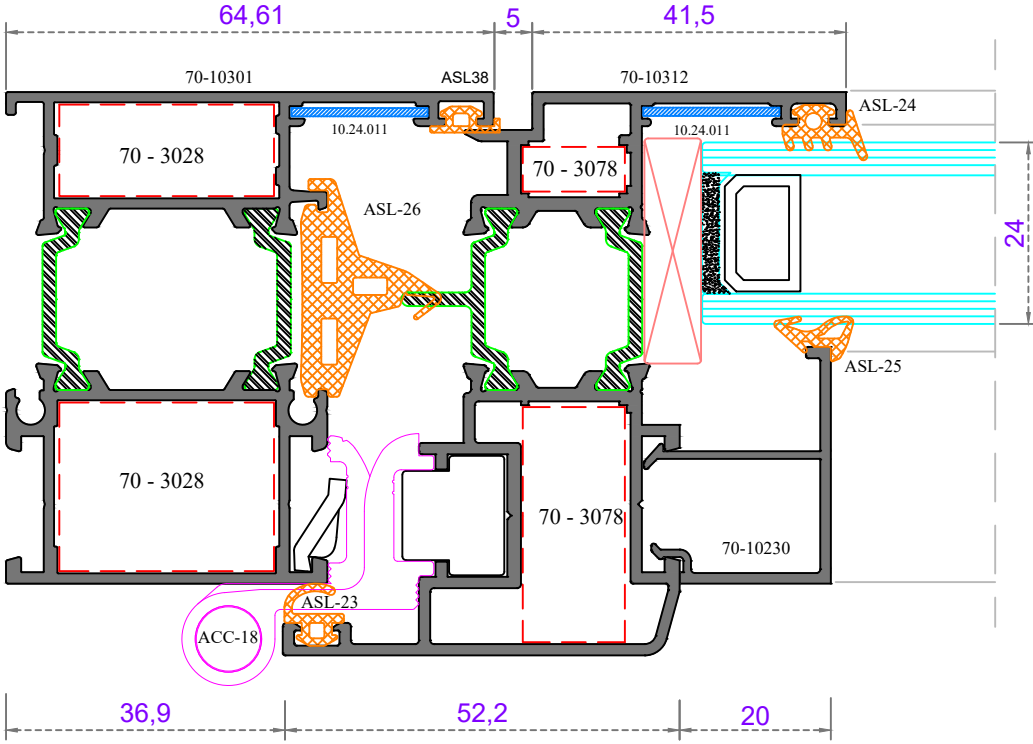 64,61
5
41,5
70-10301
ASL38
70-10312
ASL-24
10.24.011
10.24.011
70 - 3028
70 - 3078
ASL-26
24
ASL-25
70 - 3028
70 - 3078
70-10230
ASL-23
ACC-18
36,9
52,2
20